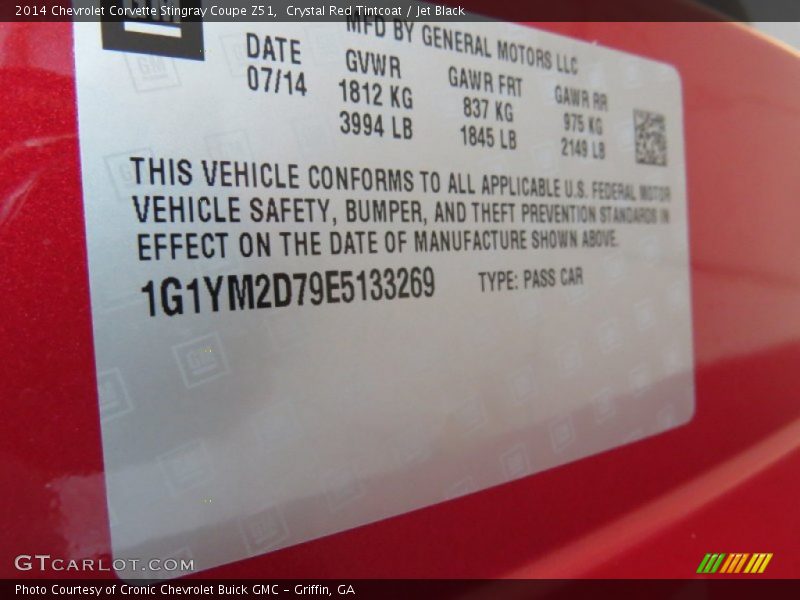 2014 Chevrolet Corvette Stingray Coupe Z51,  Crystal Red Tintcoat / Jet Black
GM
MFD BY GENERAL MOTORS LLC
DATE GVWR GAWR FRT GAWR RR
07/14 1812 KG 837 KG 975 KG
3994 LB 1845 LB 2149 LB
THIS VEHICLE CONFORMS TO ALL APPLICABLE U.S. FEDERAL MOTOR
VEHICLE SAFETY, BUMPER, AND THEFT PREVENTION STANDARDS IN
EFFECT ON THE DATE OF MANUFACTURE SHOWN ABOVE.
1G1YM2D79E5133269 TYPE: PASS CAR
GTCARLOT.COM
Photo Courtesy of Cronic Chevrolet Buick GMC – Griffin, GA